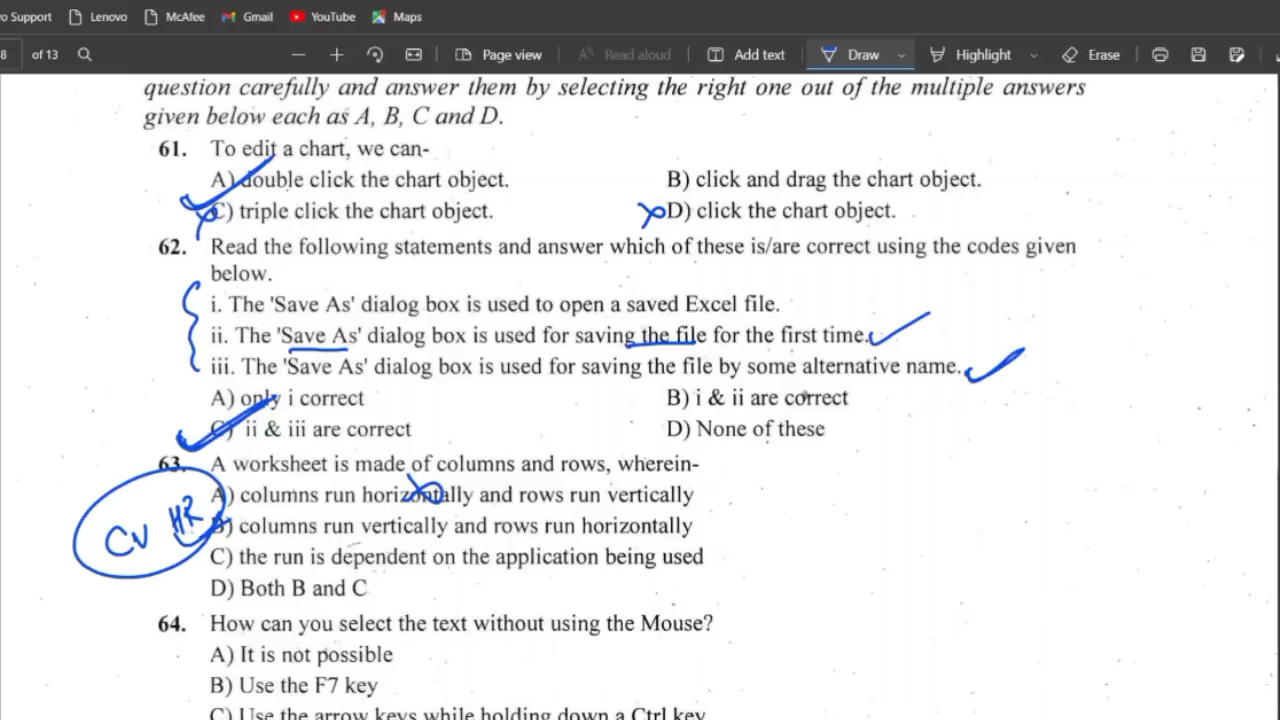 vo Support Lenovo McAfee Gmail YouTube Maps
8 of 13 Page view Read aloud Add text Draw Highlight Erase
question carefully and answer them by selecting the right one out of the multiple answers
given below each as A, B, C and D.
61. To edit a chart, we can-
A) double click the chart object. B) click and drag the chart object.
C) triple click the chart object. D) click the chart object.
62. Read the following statements and answer which of these is/are correct using the codes given
below.
i. The 'Save As' dialog box is used to open a saved Excel file.
ii. The 'Save As' dialog box is used for saving the file for the first time.
iii. The 'Save As' dialog box is used for saving the file by some alternative name.
A) only i correct B) i & ii are correct
C) ii & iii are correct D) None of these
63. A worksheet is made of columns and rows, wherein-
A) columns run horizontally and rows run vertically
CV HR
B) columns run vertically and rows run horizontally
C) the run is dependent on the application being used
D) Both B and C
64. How can you select the text without using the Mouse?
A) It is not possible
B) Use the F7 key
C) Use the arrow keys while holding down a Ctrl key